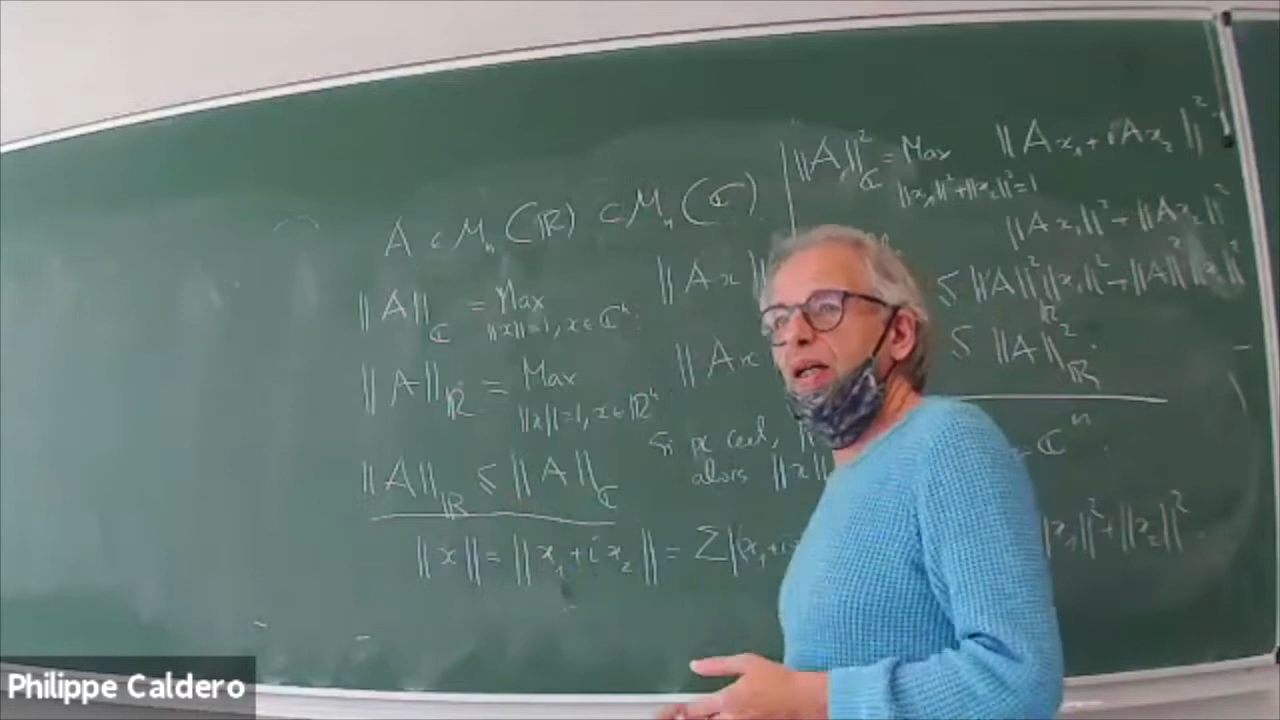 A ∈ M_n(ℝ) ⊂ M_n(ℂ)
‖A‖_ℂ = Max ‖Ax‖
‖x‖=1, x ∈ ℂ^n
‖A‖_ℝ = Max ‖Ax
‖x‖=1, x ∈ ℝ^n
Si x réel,
alors ‖x‖
ℂ^n
‖A‖_ℝ ≤ ‖A‖_ℂ
‖x‖ = ‖x_1 + i x_2‖ = Σ|(x_1+i
x_1‖^2 + ‖x_2‖^2
‖A‖_ℂ^2 = Max ‖Ax_1 + iAx_2‖^2
‖x_1‖^2+‖x_2‖^2=1
‖Ax_1‖^2 + ‖Ax_2‖^2
≤ ‖A‖^2‖x_1‖^2 + ‖A‖^2‖x_2‖^2
≤ ‖A‖_ℝ^2.
Philippe Caldero